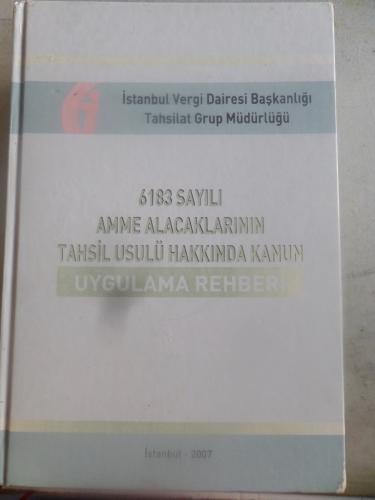 İstanbul Vergi Dairesi Başkanlığı
Tahsilat Grup Müdürlüğü
6183 SAYILI
AMME ALACAKLARININ
TAHSİL USULÜ HAKKINDA KANUN
UYGULAMA REHBERİ
İstanbul - 2007